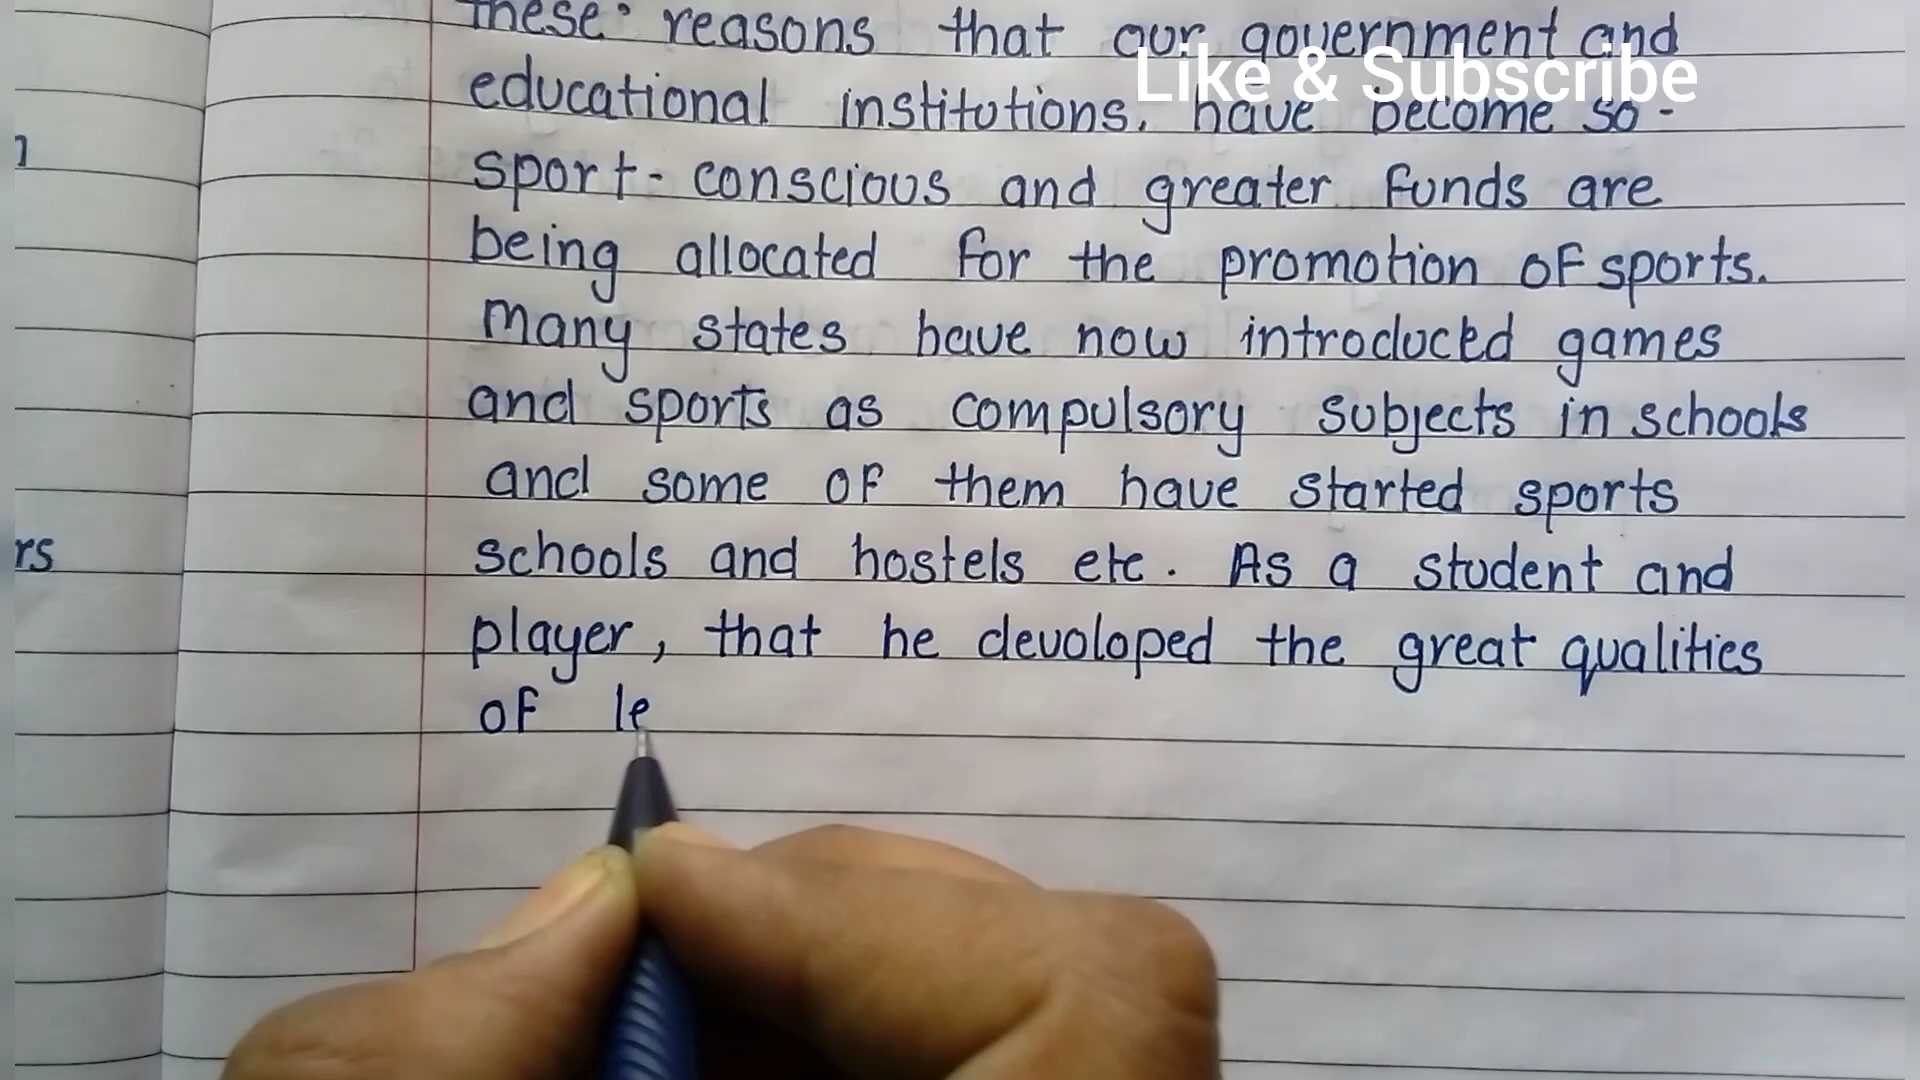 these reasons that our government and
Like & Subscribe
educational institutions. have become so-
sport-conscious and greater funds are
being allocated for the promotion of sports.
many states have now introduced games
and sports as compulsory subjects in schools
and some of them have started sports
rs
schools and hostels etc. As a student and
player, that he devoloped the great qualities
of le